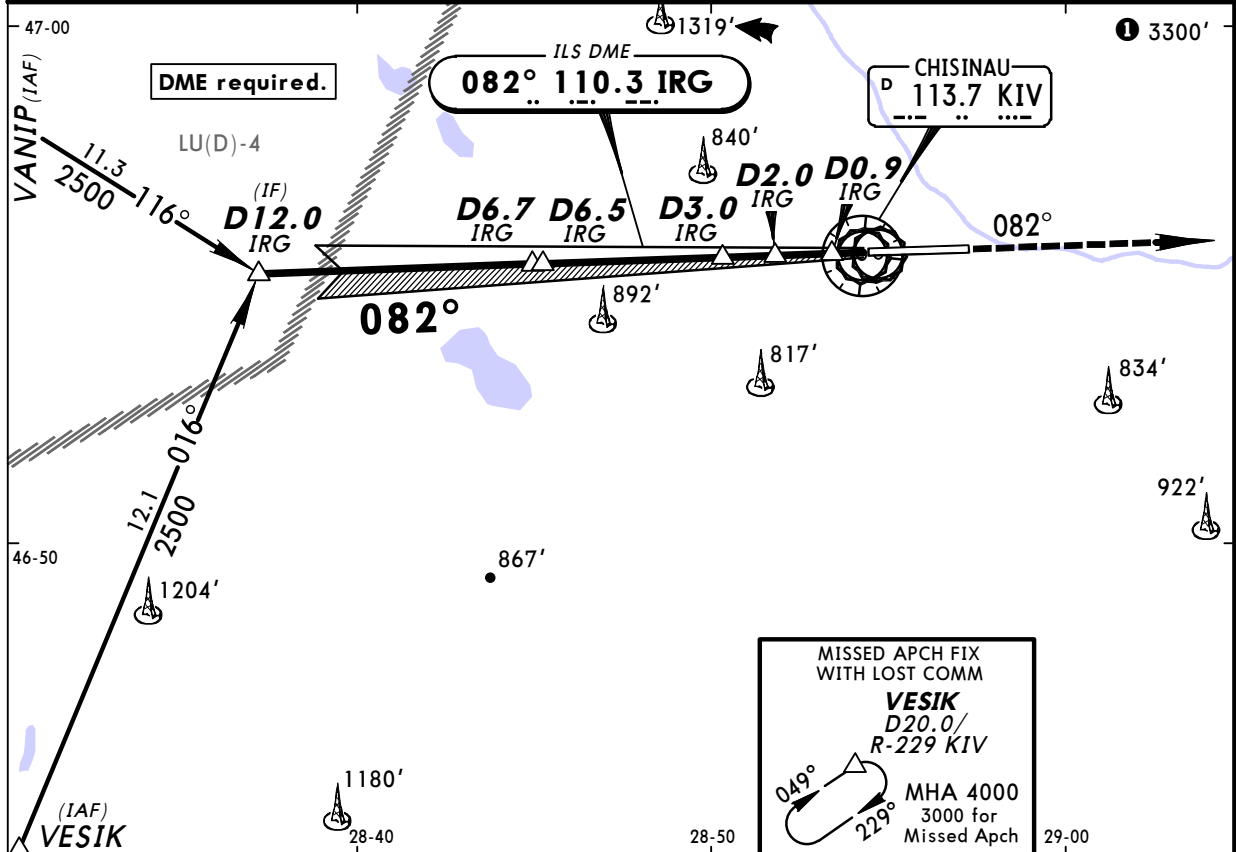 47-00
1319'
❶ 3300'
VANIP (IAF)
DME required.
ILS DME
082° 110.3 IRG
CHISINAU
D 113.7 KIV
LU(D)-4
840'
11.3
2500
116°
(IF)
D12.0
IRG
D6.7
IRG
D6.5
IRG
D3.0
IRG
D2.0
IRG
D0.9
IRG
082°
082°
892'
817'
834'
016°
12.1
2500
922'
46-50
867'
1204'
MISSED APCH FIX
WITH LOST COMM
VESIK
D20.0/
R-229 KIV
049°
229°
MHA 4000
3000 for
Missed Apch
1180'
(IAF)
VESIK
28-40
28-50
29-00